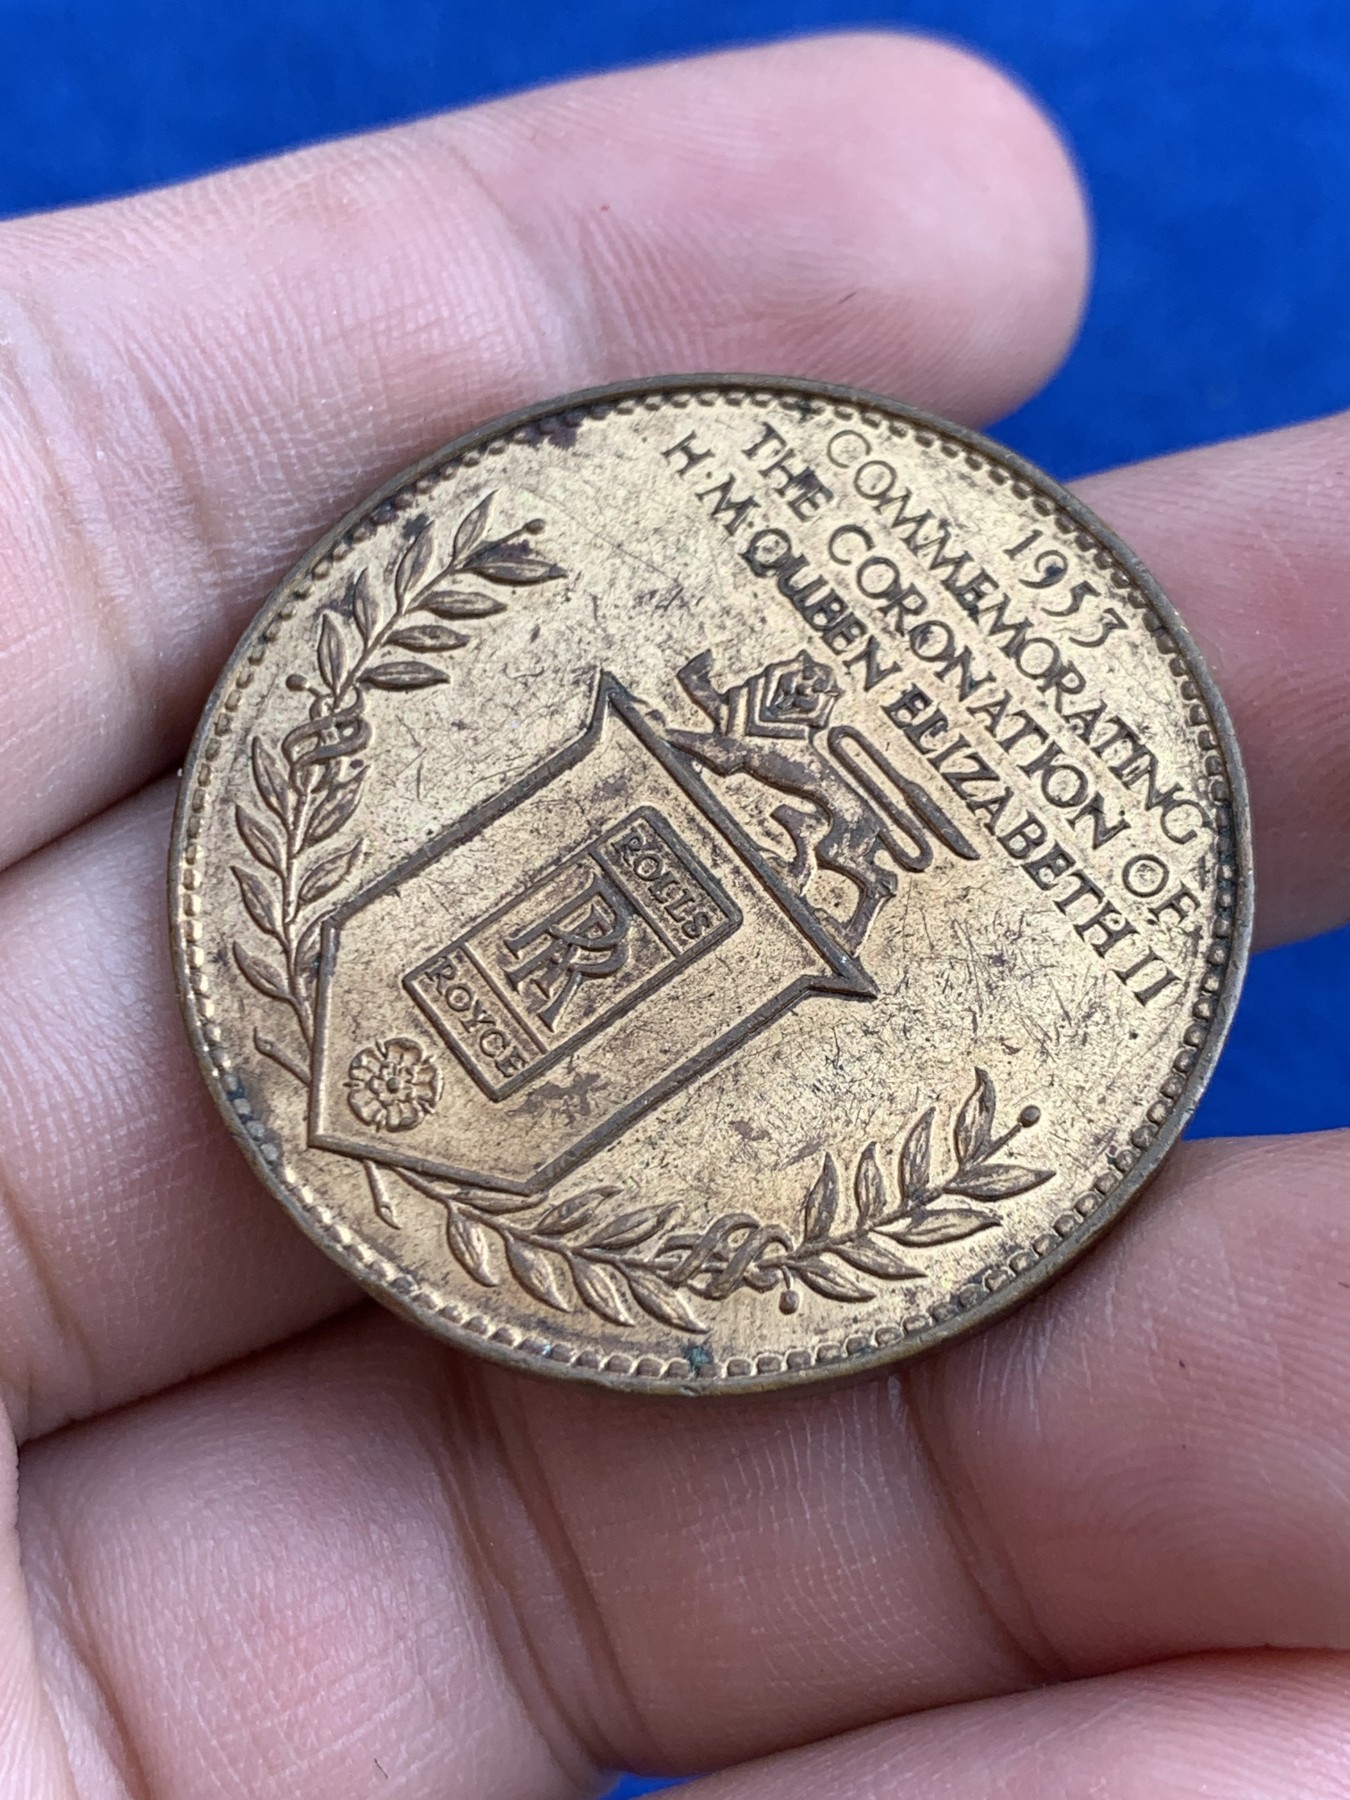 1953
COMMEMORATING
THE CORONATION OF
H·M·QUEEN ELIZABETH II
ROLLS
RR
ROYCE